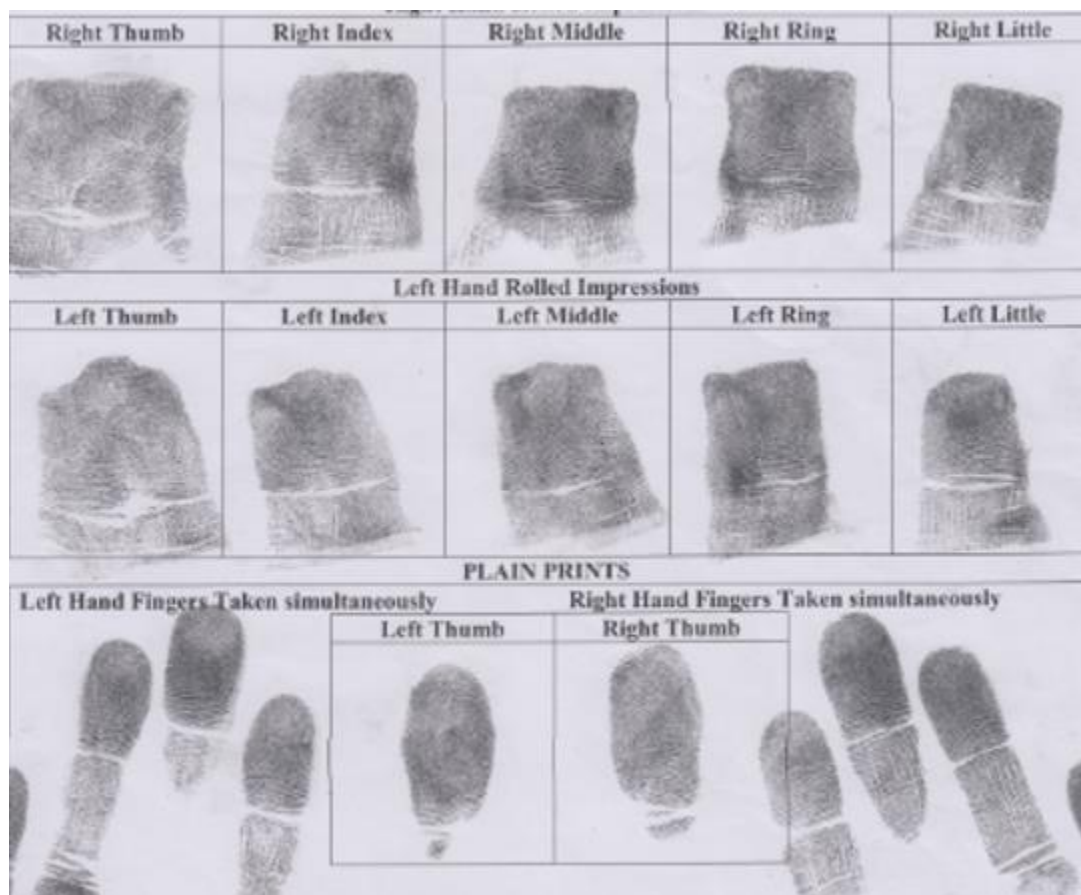 Right Thumb Right Index Right Middle Right Ring Right Little
Left Hand Rolled Impressions
Left Thumb Left Index Left Middle Left Ring Left Little
PLAIN PRINTS
Left Hand Fingers Taken simultaneously Right Hand Fingers Taken simultaneously
Left Thumb Right Thumb